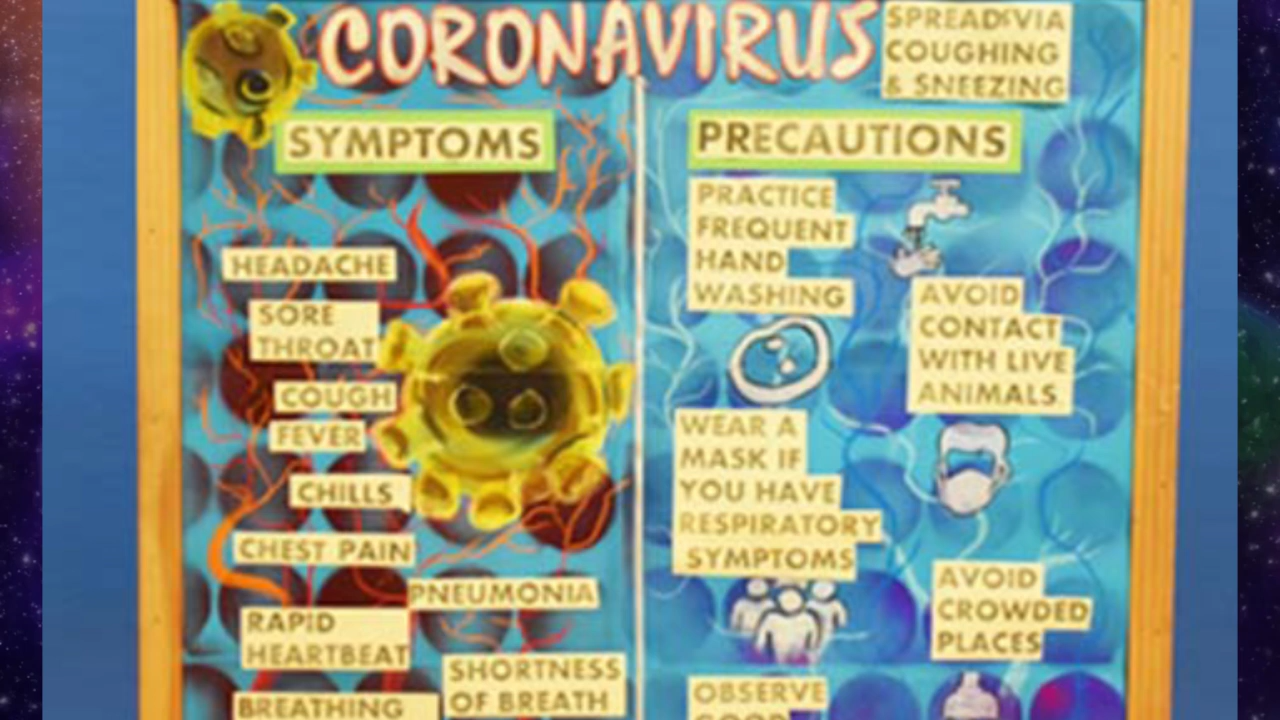 CORONAVIRUS
SPREADS VIA
COUGHING
& SNEEZING
SYMPTOMS
HEADACHE
SORE
THROAT
COUGH
FEVER
CHILLS
CHEST PAIN
PNEUMONIA
RAPID
HEARTBEAT
SHORTNESS
OF BREATH
BREATHING
PRECAUTIONS
PRACTICE
FREQUENT
HAND
WASHING
AVOID
CONTACT
WITH LIVE
ANIMALS
WEAR A
MASK IF
YOU HAVE
RESPIRATORY
SYMPTOMS
AVOID
CROWDED
PLACES
OBSERVE
GOOD